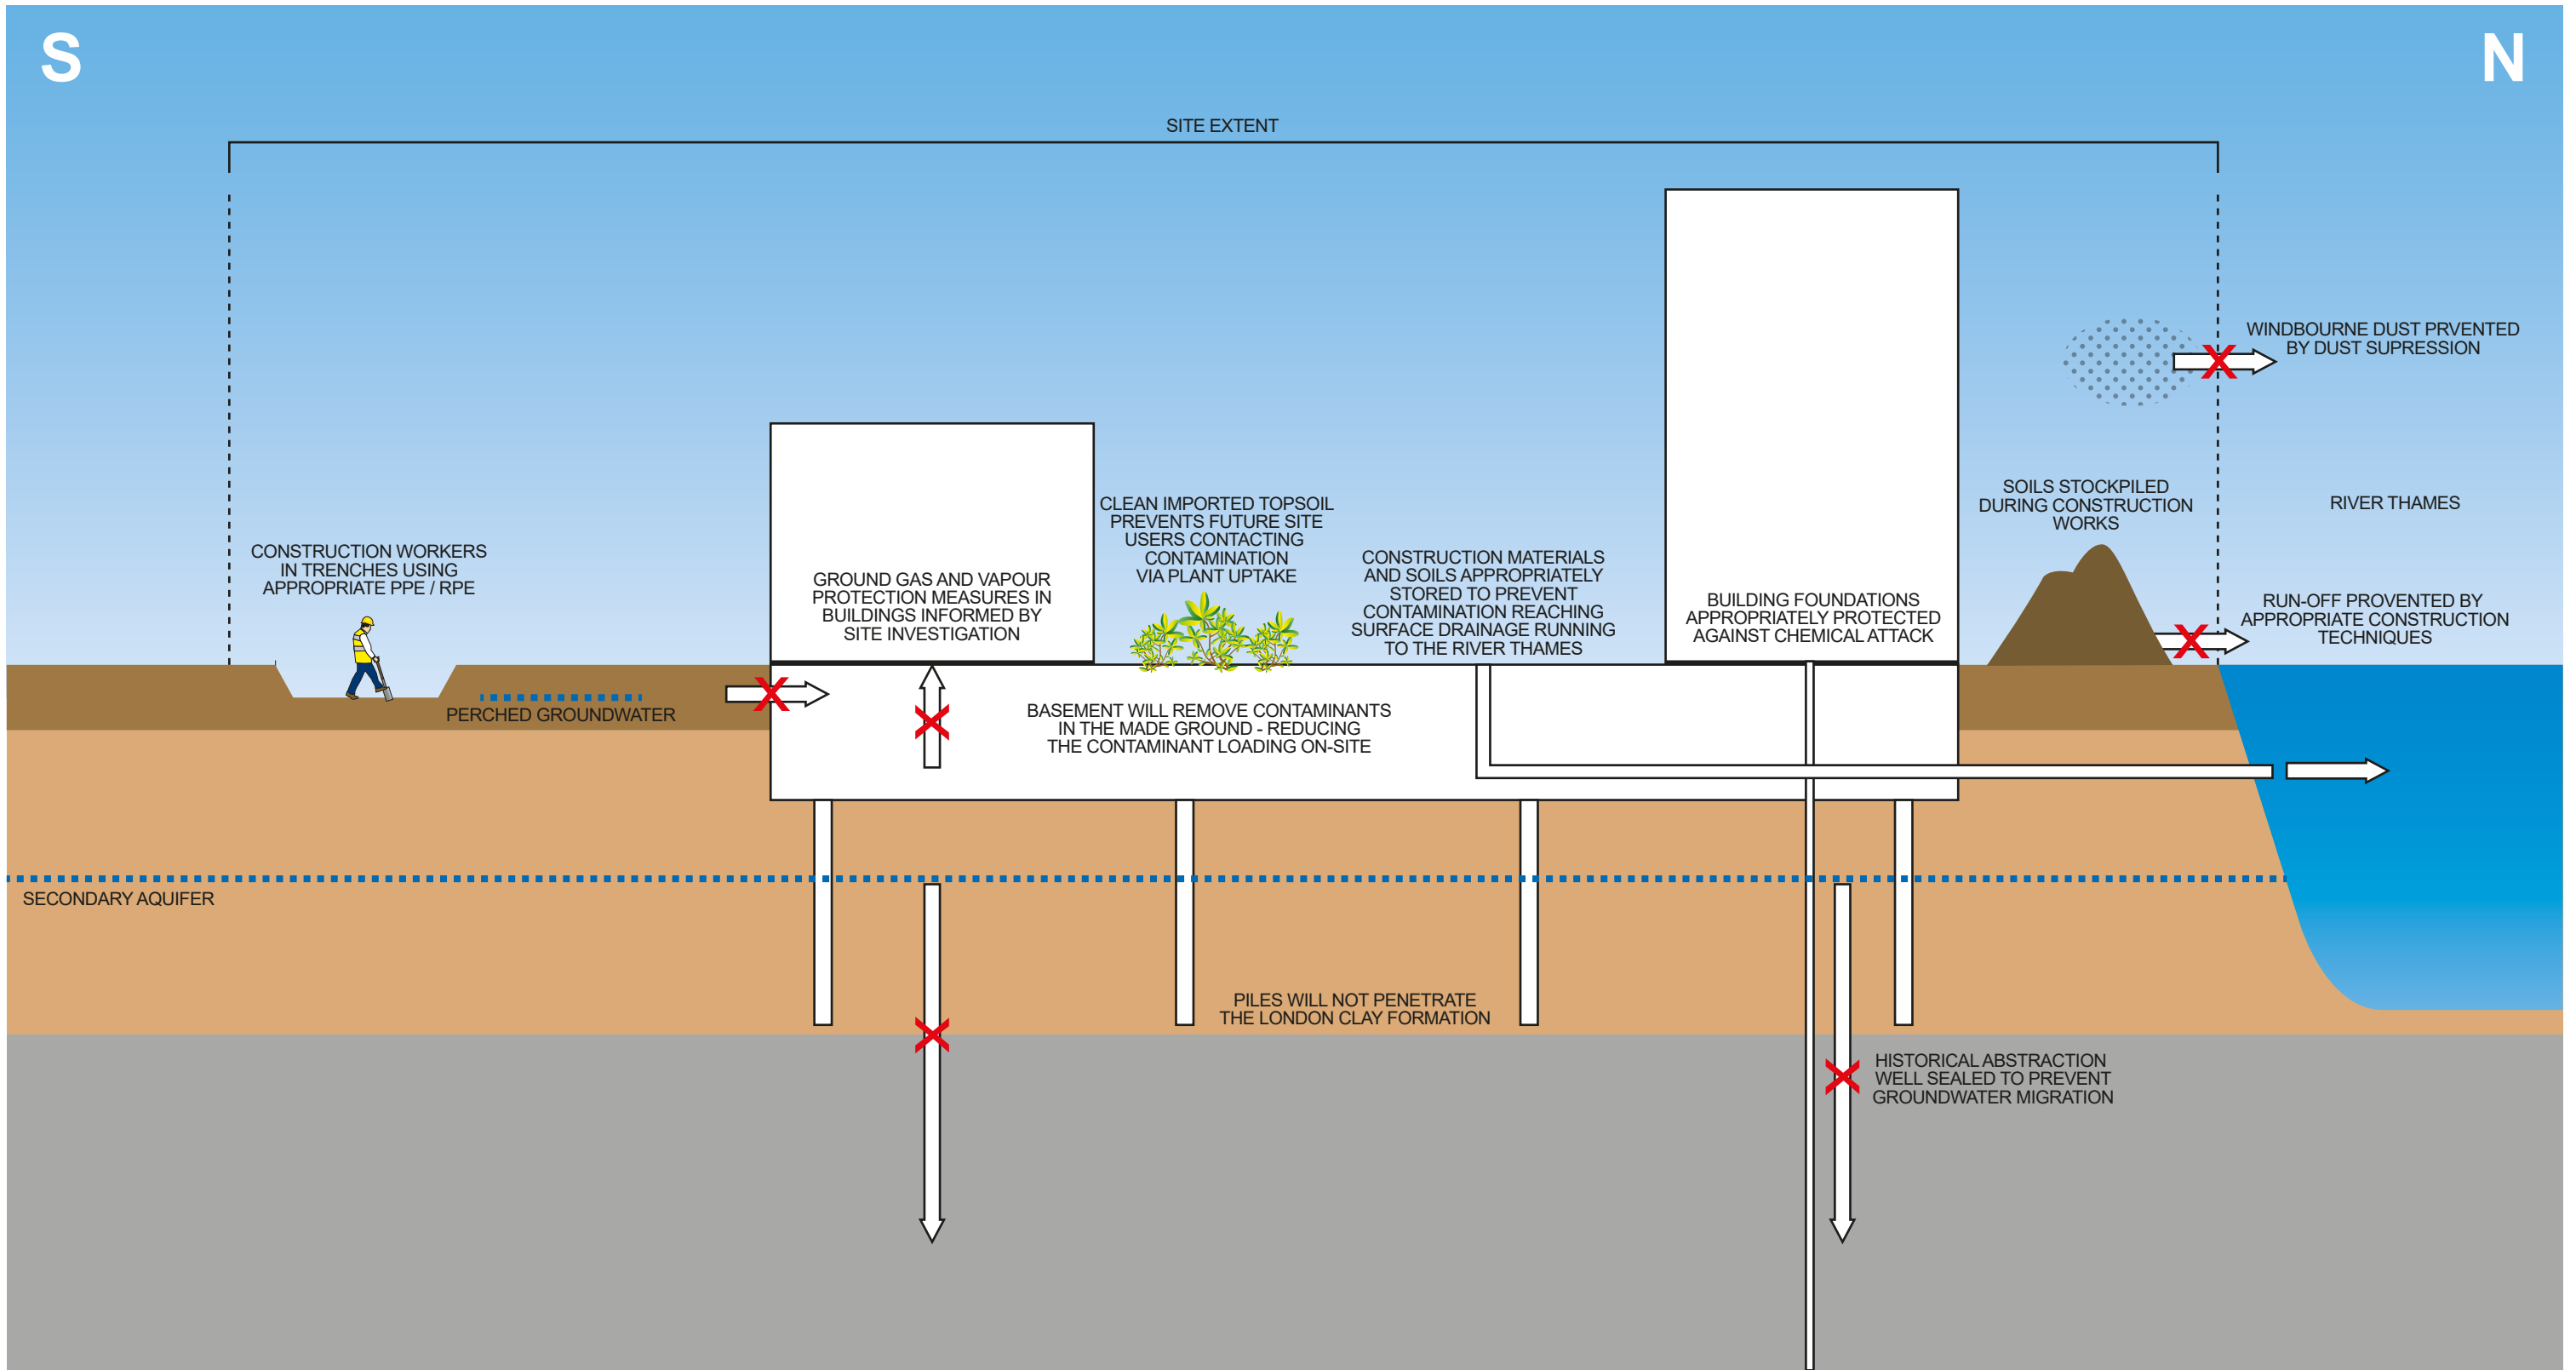 S
N
SITE EXTENT
WINDBOURNE DUST PRVENTED
BY DUST SUPRESSION
SOILS STOCKPILED
DURING CONSTRUCTION
WORKS
RIVER THAMES
CLEAN IMPORTED TOPSOIL
PREVENTS FUTURE SITE
USERS CONTACTING
CONTAMINATION
VIA PLANT UPTAKE
CONSTRUCTION WORKERS
IN TRENCHES USING
APPROPRIATE PPE / RPE
GROUND GAS AND VAPOUR
PROTECTION MEASURES IN
BUILDINGS INFORMED BY
SITE INVESTIGATION
CONSTRUCTION MATERIALS
AND SOILS APPROPRIATELY
STORED TO PREVENT
CONTAMINATION REACHING
SURFACE DRAINAGE RUNNING
TO THE RIVER THAMES
BUILDING FOUNDATIONS
APPROPRIATELY PROTECTED
AGAINST CHEMICAL ATTACK
RUN-OFF PROVENTED BY
APPROPRIATE CONSTRUCTION
TECHNIQUES
PERCHED GROUNDWATER
BASEMENT WILL REMOVE CONTAMINANTS
IN THE MADE GROUND - REDUCING
THE CONTAMINANT LOADING ON-SITE
SECONDARY AQUIFER
PILES WILL NOT PENETRATE
THE LONDON CLAY FORMATION
HISTORICAL ABSTRACTION
WELL SEALED TO PREVENT
GROUNDWATER MIGRATION